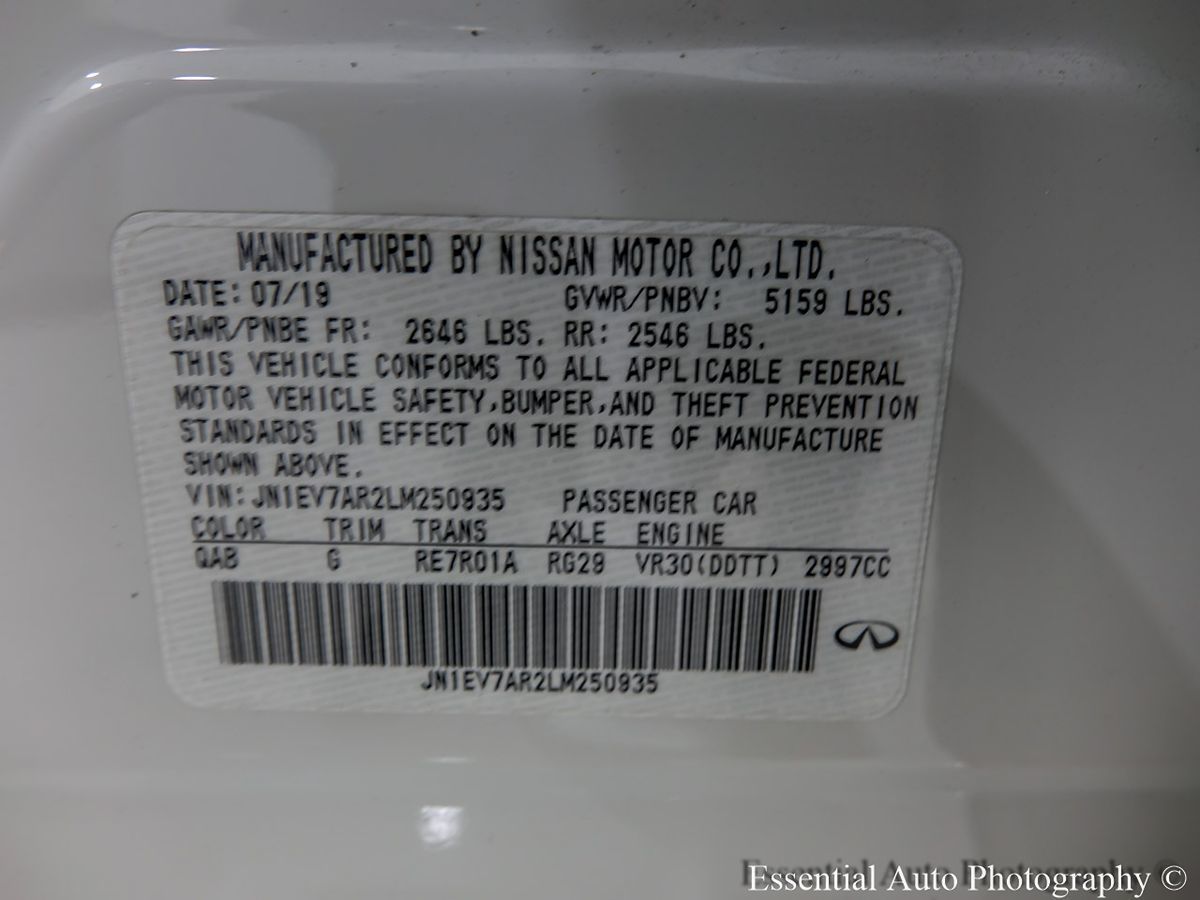 MANUFACTURED BY NISSAN MOTOR CO.,LTD.
DATE: 07/19 GVWR/PNBV: 5159 LBS.
GAWR/PNBE FR: 2646 LBS. RR: 2546 LBS.
THIS VEHICLE CONFORMS TO ALL APPLICABLE FEDERAL
MOTOR VEHICLE SAFETY,BUMPER,AND THEFT PREVENTION
STANDARDS IN EFFECT ON THE DATE OF MANUFACTURE
SHOWN ABOVE.
VIN: JN1EV7AR2LM250935 PASSENGER CAR
COLOR TRIM TRANS AXLE ENGINE
QAB G RE7R01A RG29 VR30(DDTT) 2997CC
JN1EV7AR2LM250935
Essential Auto Photography ©